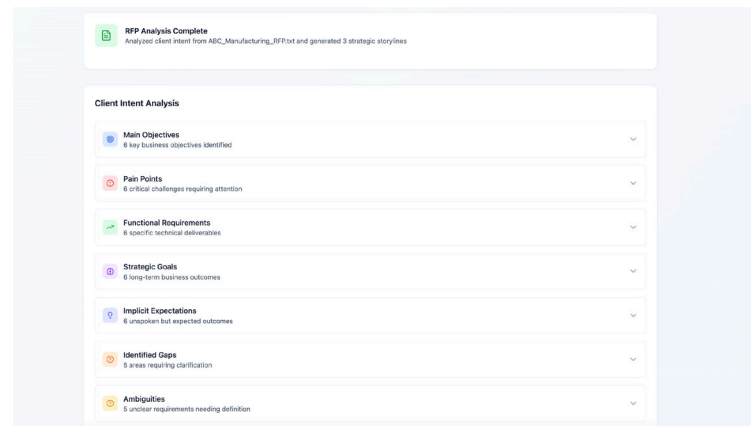 RFP Analysis Complete
Analyzed client intent from ABC_Manufacturing_RFP.txt and generated 3 strategic storylines
Client Intent Analysis
Main Objectives
6 key business objectives identified
Pain Points
6 critical challenges requiring attention
Functional Requirements
6 specific technical deliverables
Strategic Goals
6 long-term business outcomes
Implicit Expectations
6 unspoken but expected outcomes
Identified Gaps
5 areas requiring clarification
Ambiguities
5 unclear requirements needing definition